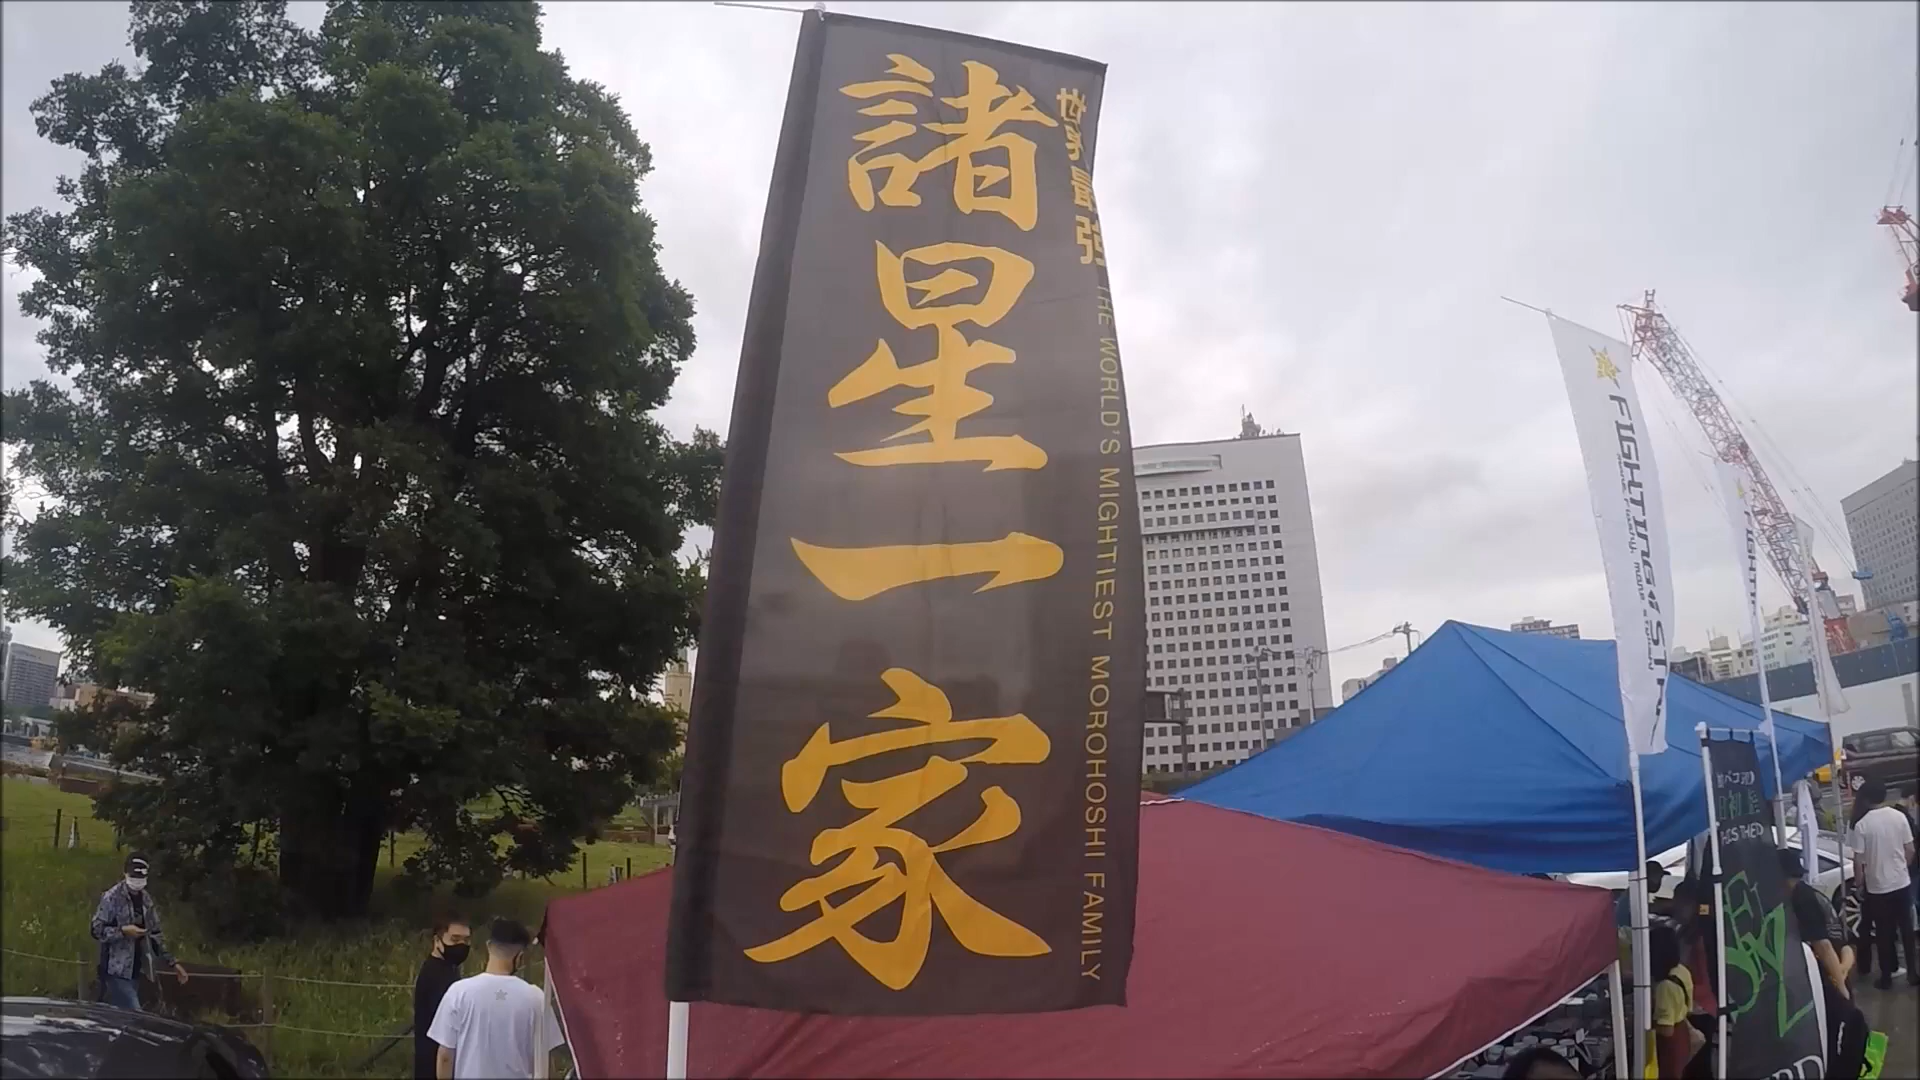 諸星一家
世界最強
THE WORLD'S MIGHTIEST MOROHOSHI FAMILY
FIGHTING★STAR